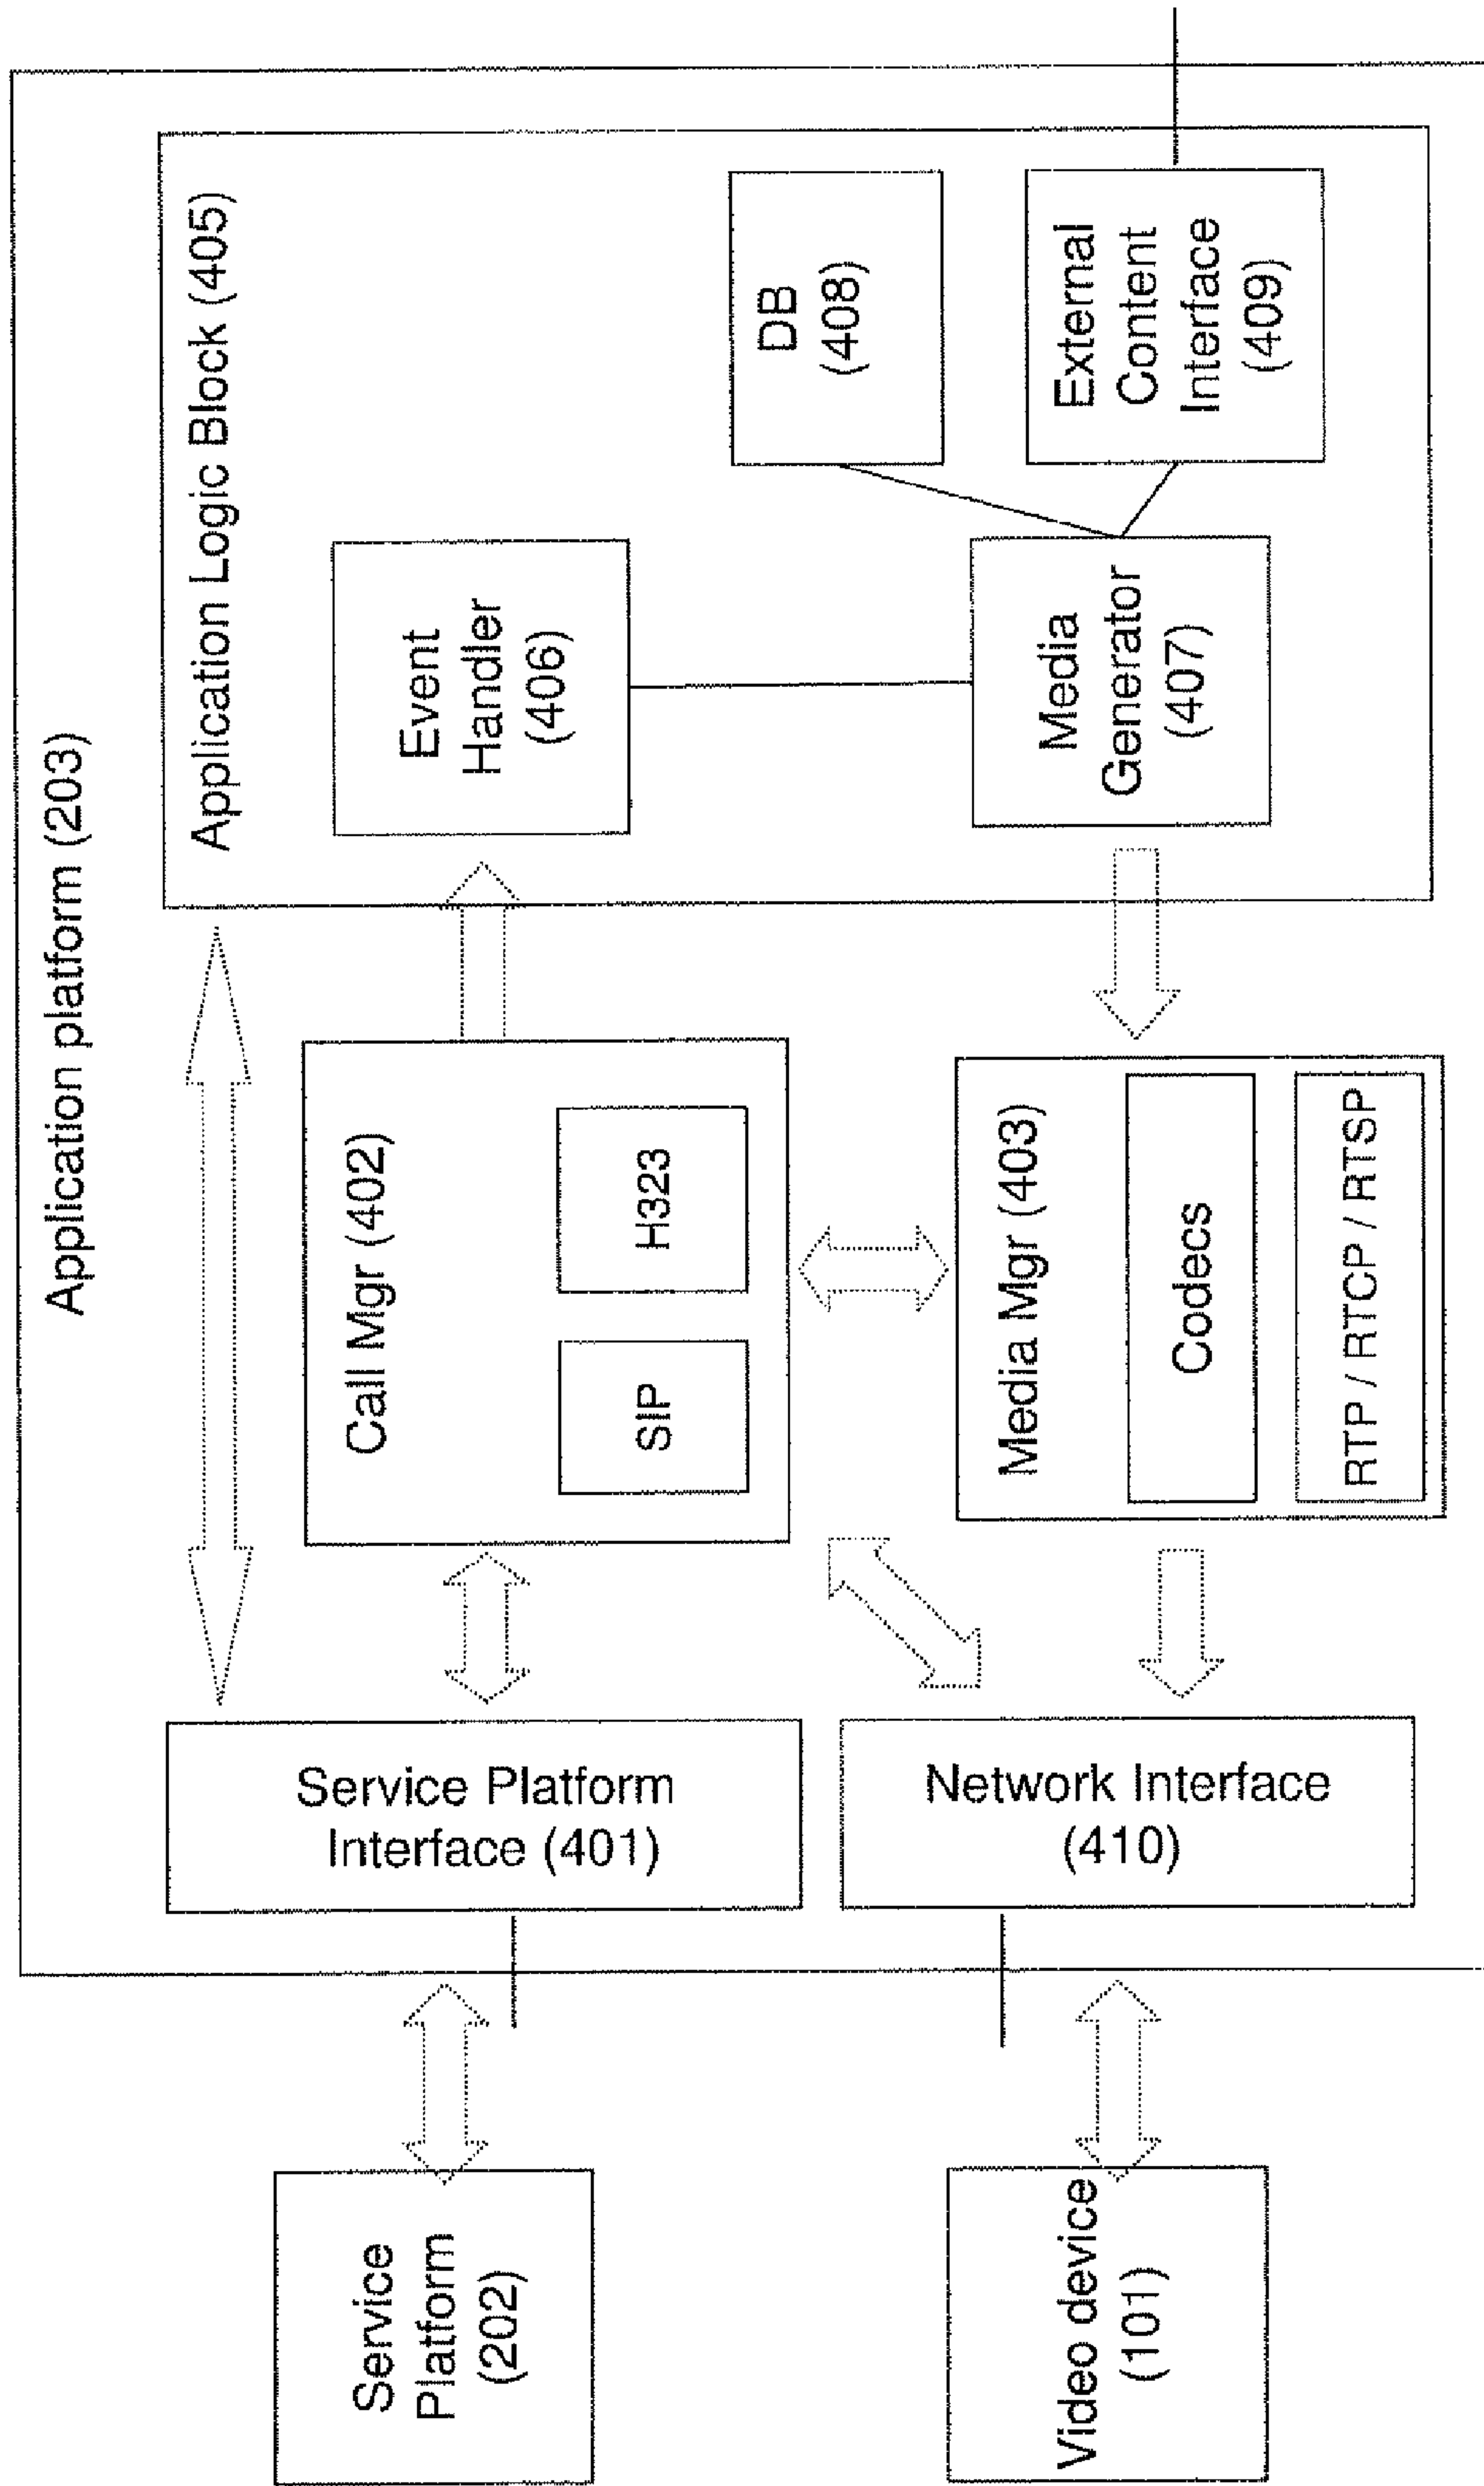 Application platform (203)
Application Logic Block (405)
Service
Platform
(202)
Service Platform
Interface (401)
Call Mgr (402)
SIP
H323
Event
Handler
(406)
DB
(408)
Video device
(101)
Network Interface
(410)
Media Mgr (403)
Codecs
RTP / RTCP / RTSP
Media
Generator
(407)
External
Content
Interface
(409)